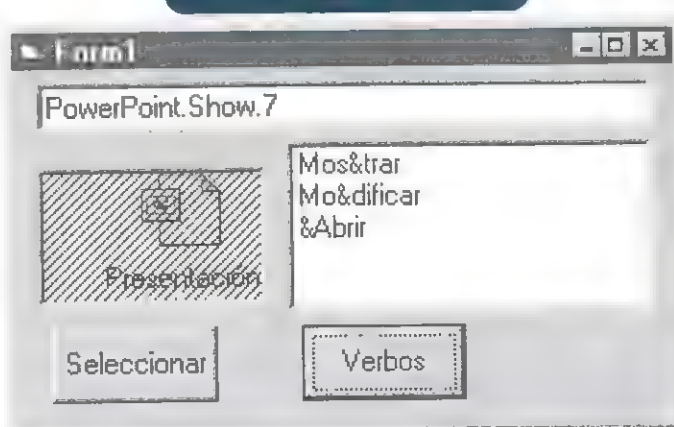 Form1
PowerPoint.Show.7
Mos&trar
Mo&dificar
&Abrir
Presentación
Seleccionar
Verbos